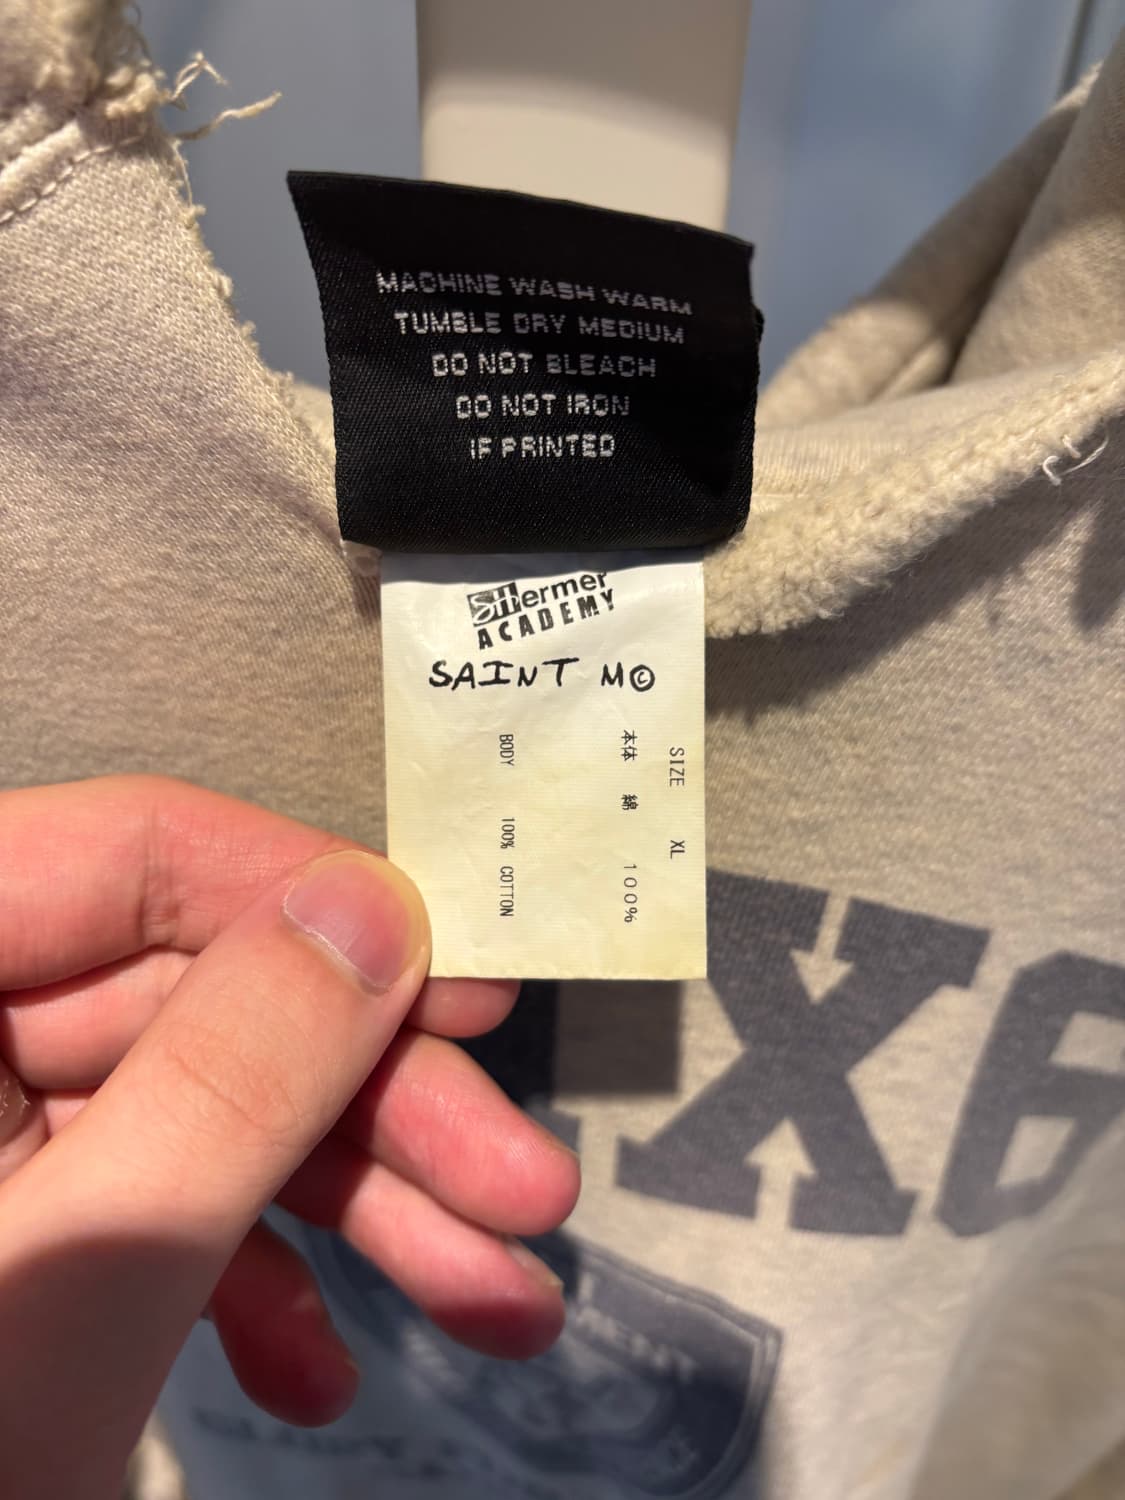 MACHINE WASH WARM
TUMBLE DRY MEDIUM
DO NOT BLEACH
DO NOT IRON
IF PRINTED
SHermer
ACADEMY
SAINT M©
SIZE XL
本体 綿 100%
BODY 100% COTTON
X6